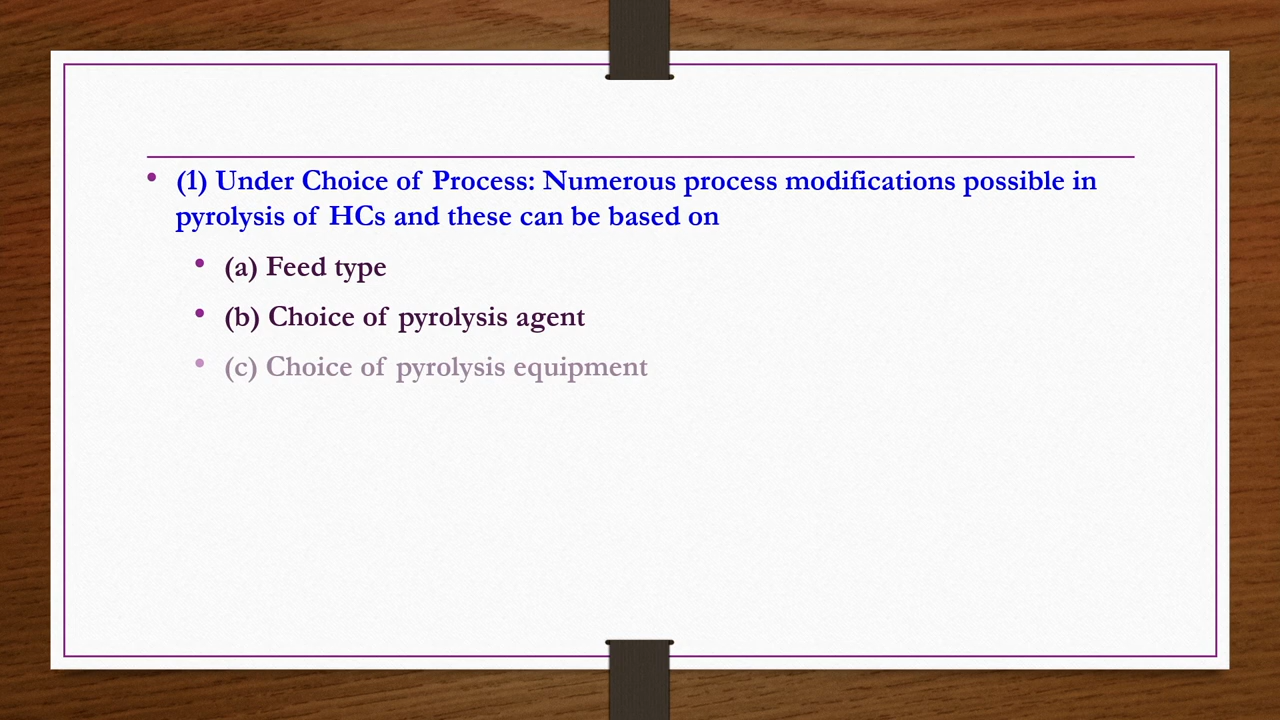 • (1) Under Choice of Process: Numerous process modifications possible in
pyrolysis of HCs and these can be based on
• (a) Feed type
• (b) Choice of pyrolysis agent
• (c) Choice of pyrolysis equipment